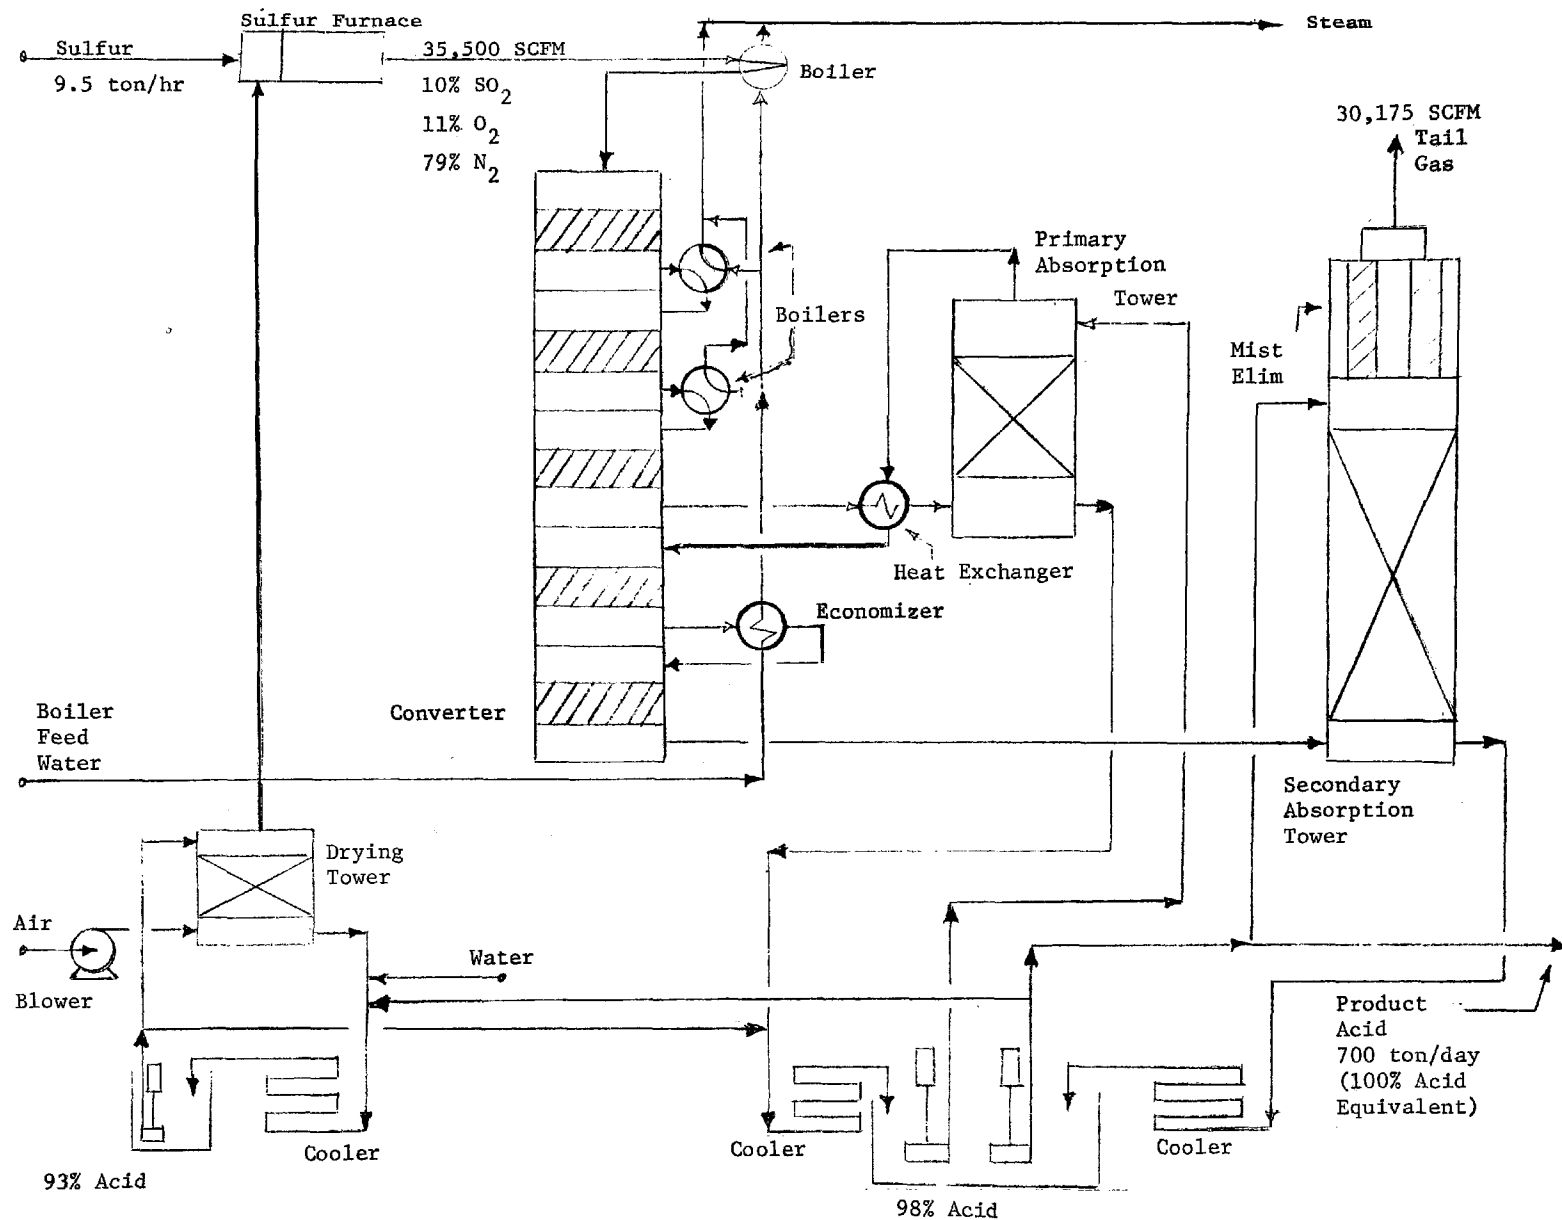 Sulfur Furnace
Steam
Sulfur
9.5 ton/hr
35,500 SCFM
10% SO2
11% O2
79% N2
Boiler
30,175 SCFM
Tail
Gas
Primary
Absorption
Tower
Boilers
Mist
Elim
Heat Exchanger
Economizer
Converter
Boiler
Feed
Water
Secondary
Absorption
Tower
Drying
Tower
Air
Blower
Water
Product
Acid
700 ton/day
(100% Acid
Equivalent)
Cooler
Cooler
Cooler
93% Acid
98% Acid